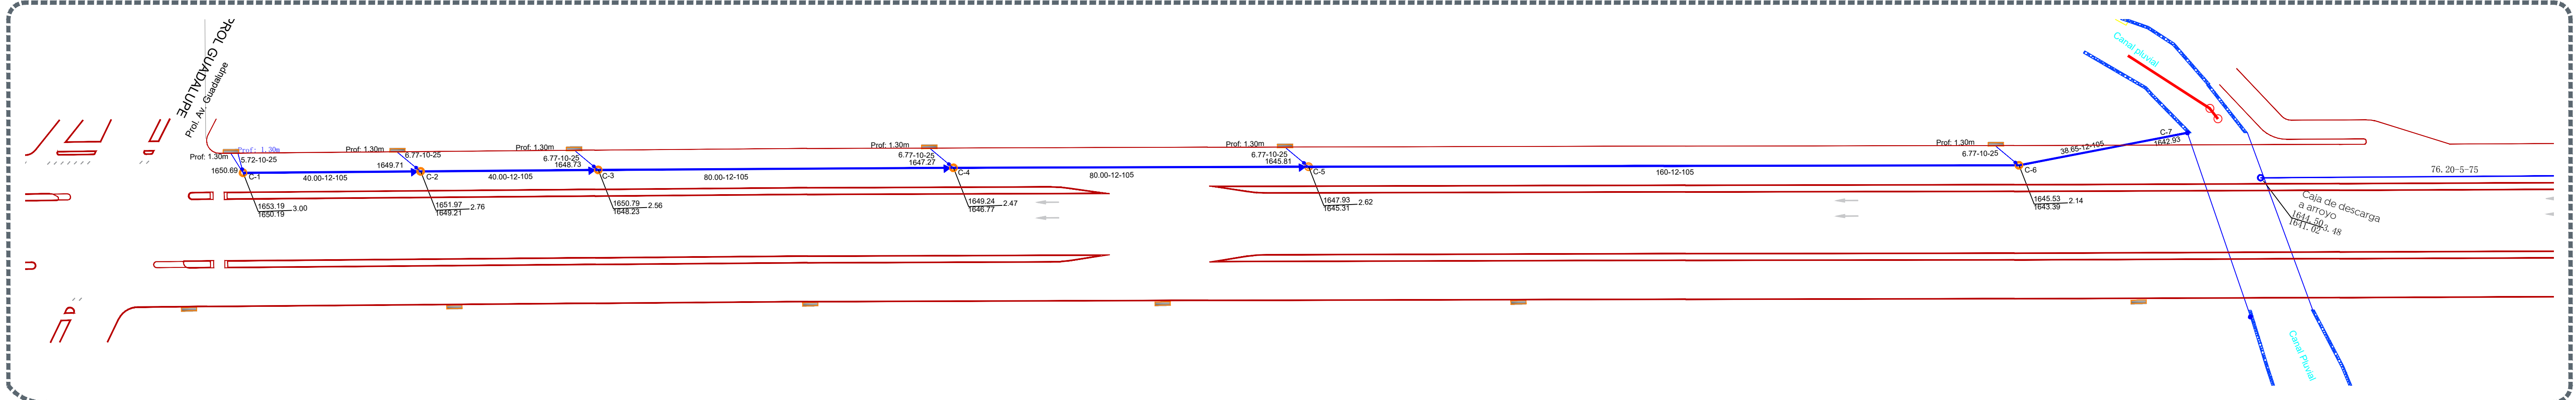 PROL GUADALUPE
Prol. Av. Guadalupe
Prof: 1.30m
Prof: 1.30m
5.72-10-25
1650.69
C-1
1653.19
1650.19
3.00
40.00-12-105
Prof: 1.30m
6.77-10-25
1649.71
C-2
1651.97
1649.21
2.76
40.00-12-105
Prof: 1.30m
6.77-10-25
1648.73
C-3
1650.79
1648.23
2.56
80.00-12-105
Prof: 1.30m
6.77-10-25
1647.27
C-4
1649.24
1646.77
2.47
80.00-12-105
Prof: 1.30m
6.77-10-25
1645.81
C-5
1647.93
1645.31
2.62
160-12-105
Prof: 1.30m
6.77-10-25
C-6
1645.53
1643.39
2.14
38.65-12-105
C-7
1642.93
Canal pluvial
76.20-5-75
Caja de descarga
a arroyo
1644.50
1641.02
3.48
Canal Pluvial